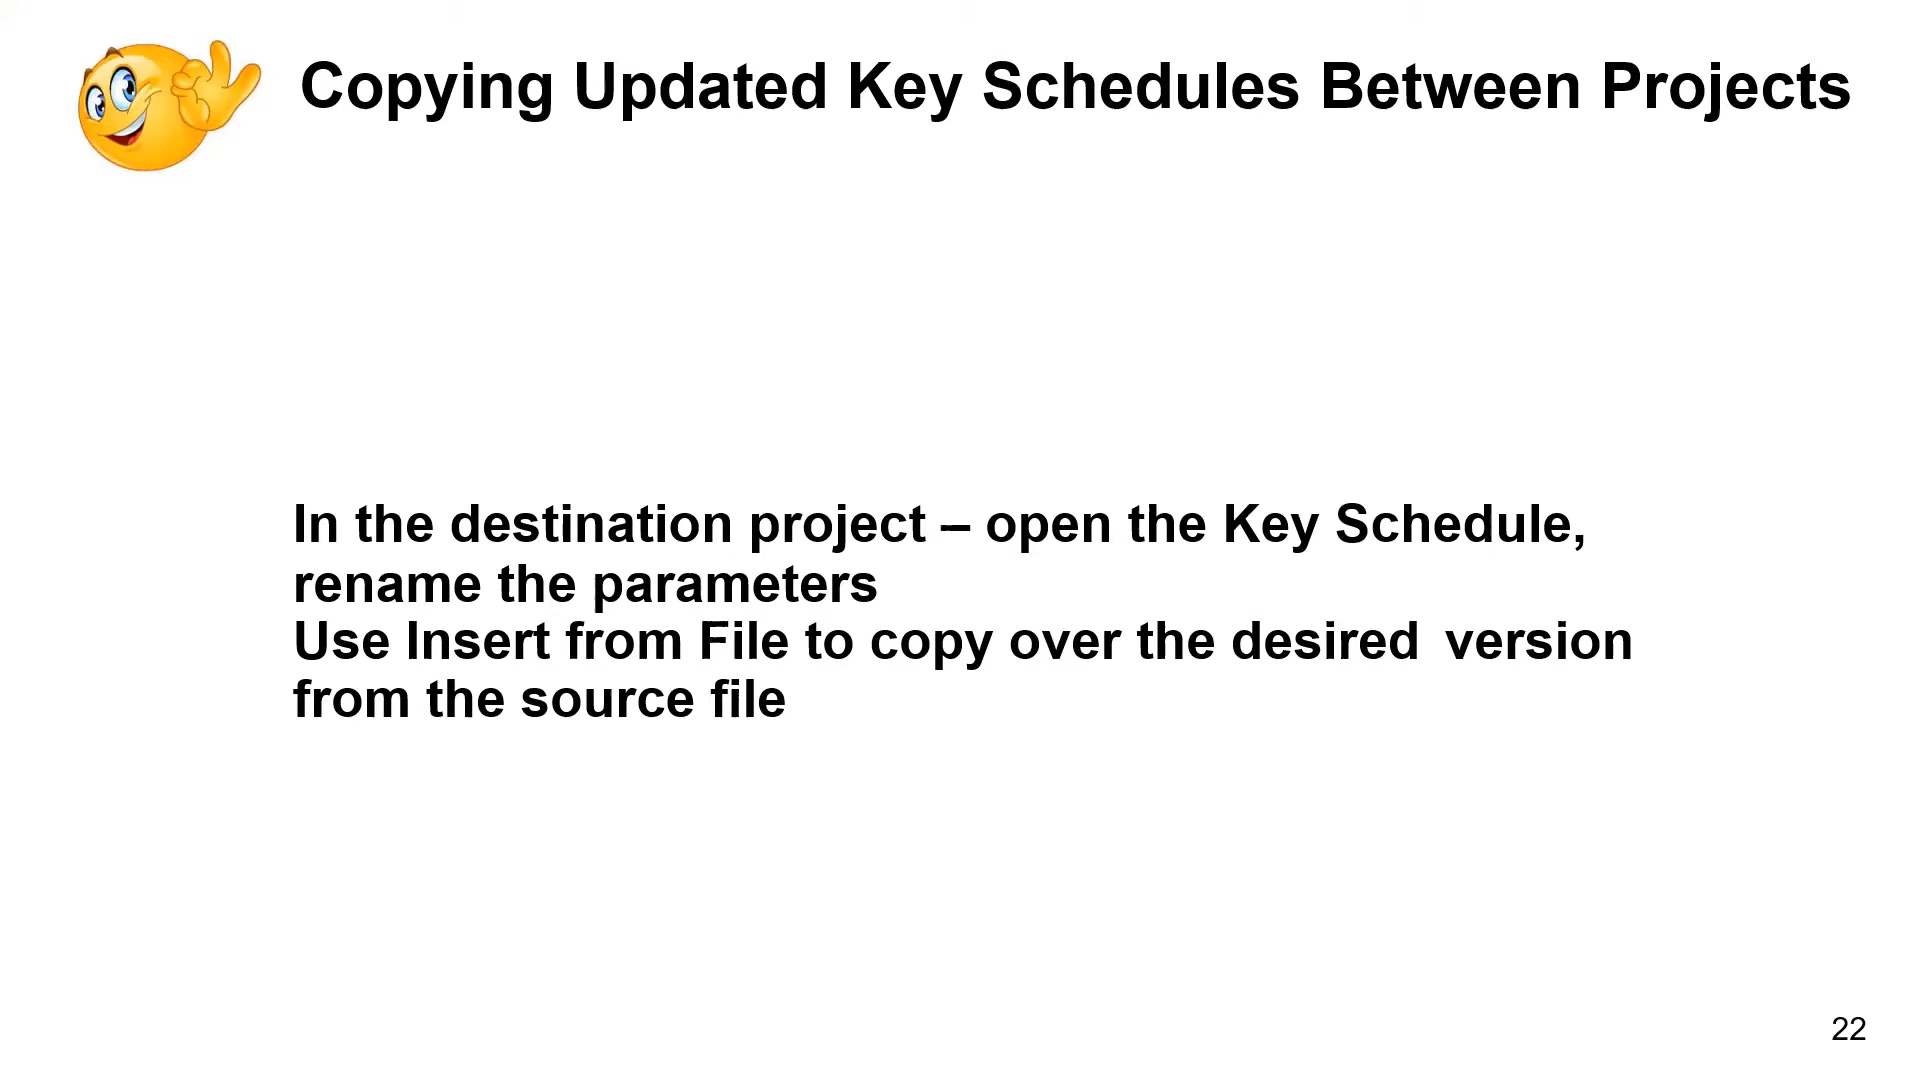 Copying Updated Key Schedules Between Projects
In the destination project – open the Key Schedule,
rename the parameters
Use Insert from File to copy over the desired version
from the source file
22